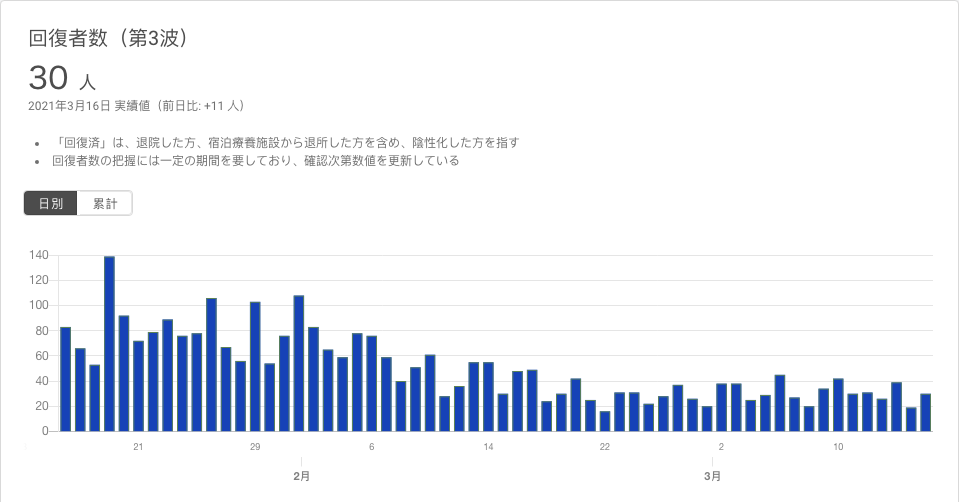 回復者数（第3波）
30 人
2021年3月16日 実績値（前日比: +11 人）
• 「回復済」は、退院した方、宿泊療養施設から退所した方を含め、陰性化した方を指す
• 回復者数の把握には一定の期間を要しており、確認次第数値を更新している
日別 累計
140
120
100
80
60
40
20
0
21 29 6 14 22 2 10
2月 3月